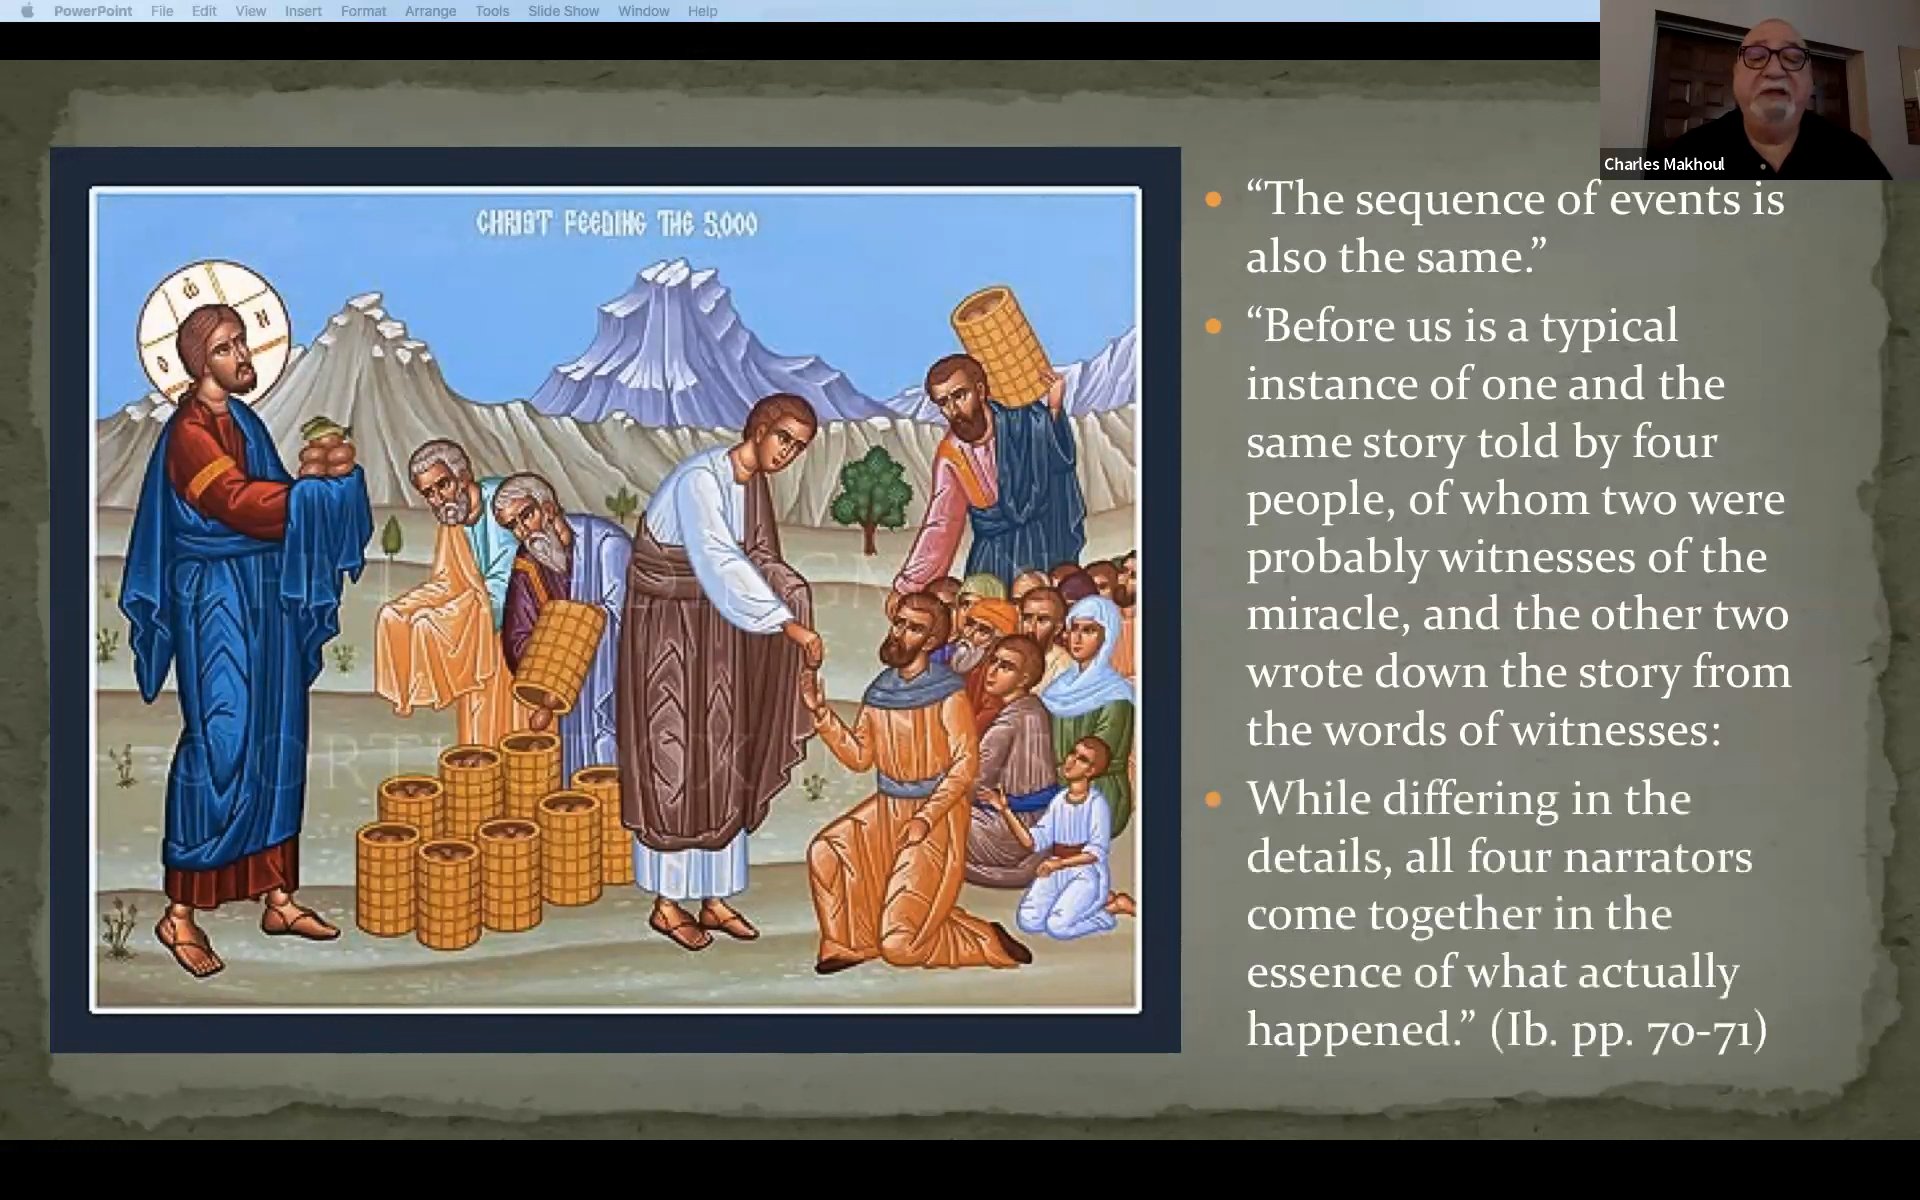 PowerPoint File Edit View Insert Format Arrange Tools Slide Show Window Help
Charles Makhoul
CHRIST FEEDING THE 5,000
“The sequence of events is
also the same.”
“Before us is a typical
instance of one and the
same story told by four
people, of whom two were
probably witnesses of the
miracle, and the other two
wrote down the story from
the words of witnesses:
While differing in the
details, all four narrators
come together in the
essence of what actually
happened.” (Ib. pp. 70-71)